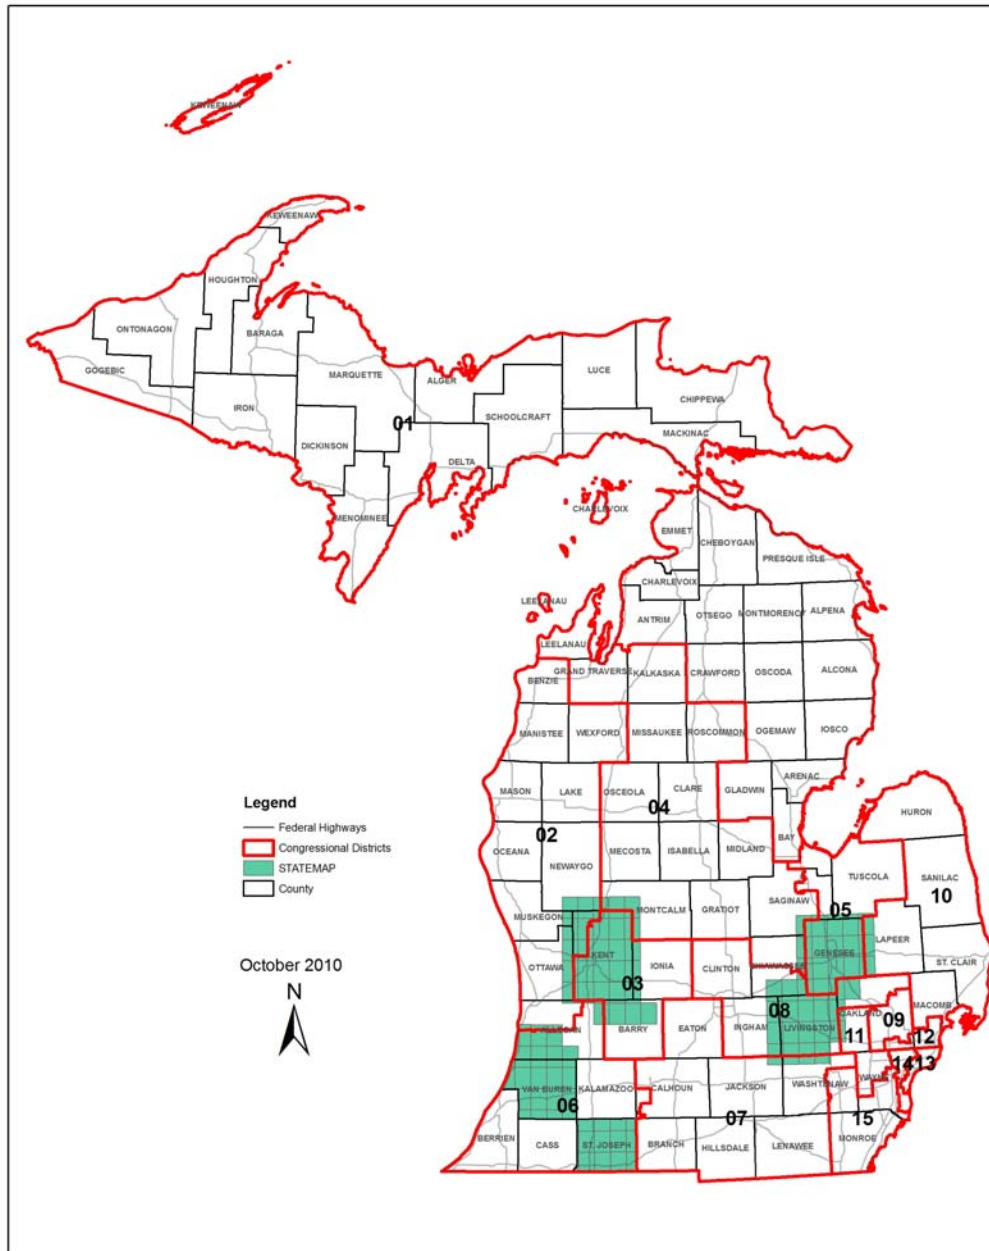 KEWEENAW
KEWEENAW
HOUGHTON
ONTONAGON
BARAGA
GOGEBIC
MARQUETTE
ALGER
LUCE
CHIPPEWA
IRON
SCHOOLCRAFT
01
MACKINAC
DICKINSON
DELTA
MENOMINEE
CHARLEVOIX
EMMET
CHEBOYGAN
PRESQUE ISLE
CHARLEVOIX
LEELANAU
ANTRIM
OTSEGO
MONTMORENCY
ALPENA
LEELANAU
BENZIE
GRAND TRAVERSE
KALKASKA
CRAWFORD
OSCODA
ALCONA
MANISTEE
WEXFORD
MISSAUKEE
ROSCOMMON
OGEMAW
IOSCO
MASON
LAKE
OSCEOLA
CLARE
GLADWIN
ARENAC
04
HURON
02
OCEANA
NEWAYGO
MECOSTA
ISABELLA
MIDLAND
BAY
TUSCOLA
SANILAC
10
MUSKEGON
MONTCALM
GRATIOT
SAGINAW
05
GENESEE
LAPEER
OTTAWA
KENT
IONIA
CLINTON
SHIAWASSEE
ST. CLAIR
03
08
OAKLAND
09
MACOMB
ALLEGAN
BARRY
EATON
INGHAM
LIVINGSTON
11
12
1413
VAN BUREN
KALAMAZOO
CALHOUN
JACKSON
WASHTENAW
WAYNE
06
07
15
BERRIEN
CASS
ST. JOSEPH
BRANCH
HILLSDALE
LENAWEE
MONROE
Legend
Federal Highways
Congressional Districts
STATEMAP
County
October 2010
N